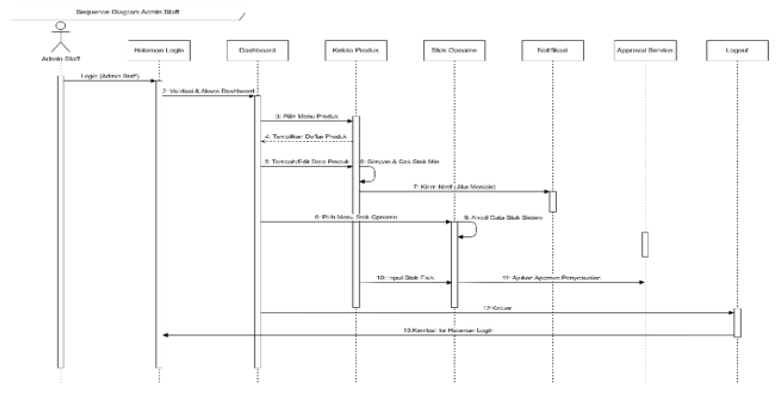 Sequence Diagram Admin Staff
Admin Staff
Halaman Login
Dashboard
Kelola Produk
Stok Opname
Notifikasi
Approval Service
Logout
Login (Admin Staff)
2: Validasi & Akses Dashboard
3: Pilih Menu Produk
4: Tampilkan Daftar Produk
5: Tambah/Edit Data Produk
6: Simpan & Cek Stok Min
7: Kirim Notif (Jika Menipis)
8: Pilih Menu Stok Opname
9: Ambil Data Stok Sistem
10: Input Stok Fisik
11: Ajukan Approval Penyesuaian
12:Keluar
13:Kembali ke Halaman Login